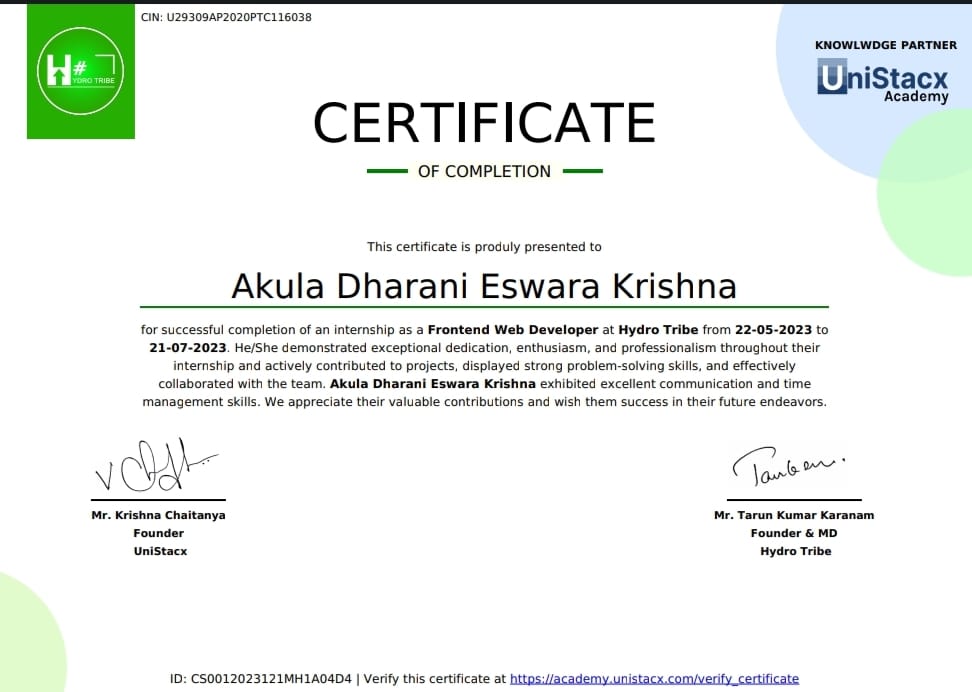 CIN: U29309AP2020PTC116038
H#
YDRO TRIBE
KNOWLWDGE PARTNER
UniStacx
Academy
CERTIFICATE
OF COMPLETION
This certificate is produly presented to
Akula Dharani Eswara Krishna
for successful completion of an internship as a Frontend Web Developer at Hydro Tribe from 22-05-2023 to
21-07-2023. He/She demonstrated exceptional dedication, enthusiasm, and professionalism throughout their
internship and actively contributed to projects, displayed strong problem-solving skills, and effectively
collaborated with the team. Akula Dharani Eswara Krishna exhibited excellent communication and time
management skills. We appreciate their valuable contributions and wish them success in their future endeavors.
Mr. Krishna Chaitanya
Founder
UniStacx
Mr. Tarun Kumar Karanam
Founder & MD
Hydro Tribe
ID: CS0012023121MH1A04D4 | Verify this certificate at https://academy.unistacx.com/verify_certificate